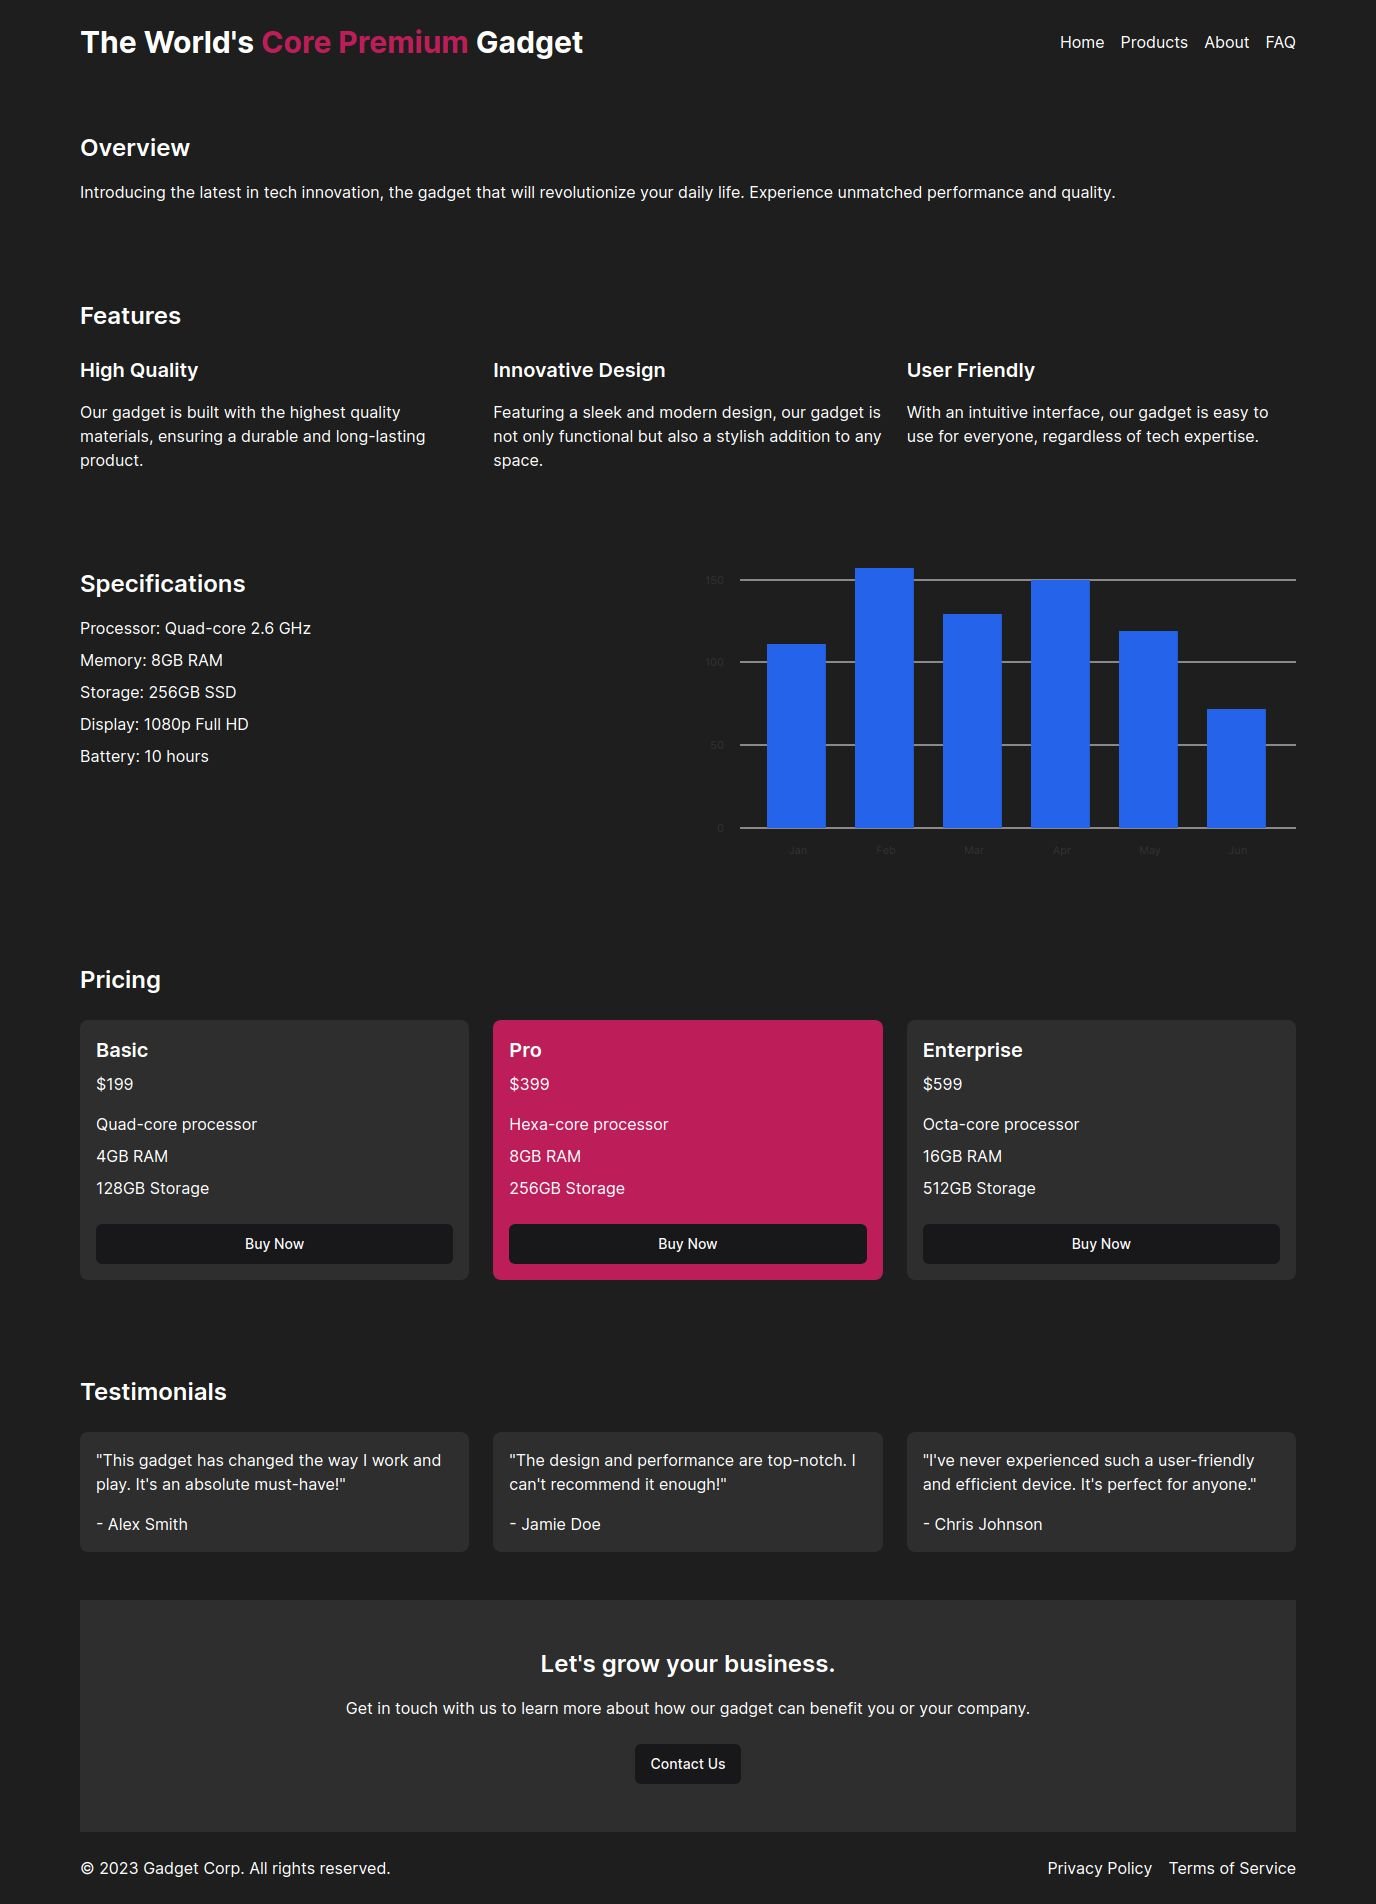 The World's Core Premium Gadget
Home Products About FAQ
Overview
Introducing the latest in tech innovation, the gadget that will revolutionize your daily life. Experience unmatched performance and quality.
Features
High Quality
Our gadget is built with the highest quality
materials, ensuring a durable and long-lasting
product.
Innovative Design
Featuring a sleek and modern design, our gadget is
not only functional but also a stylish addition to any
space.
User Friendly
With an intuitive interface, our gadget is easy to
use for everyone, regardless of tech expertise.
Specifications
Processor: Quad-core 2.6 GHz
Memory: 8GB RAM
Storage: 256GB SSD
Display: 1080p Full HD
Battery: 10 hours
150
100
50
0
Jan Feb Mar Apr May Jun
Pricing
Basic
$199
Quad-core processor
4GB RAM
128GB Storage
Buy Now
Pro
$399
Hexa-core processor
8GB RAM
256GB Storage
Buy Now
Enterprise
$599
Octa-core processor
16GB RAM
512GB Storage
Buy Now
Testimonials
"This gadget has changed the way I work and
play. It's an absolute must-have!"
- Alex Smith
"The design and performance are top-notch. I
can't recommend it enough!"
- Jamie Doe
"I've never experienced such a user-friendly
and efficient device. It's perfect for anyone."
- Chris Johnson
Let's grow your business.
Get in touch with us to learn more about how our gadget can benefit you or your company.
Contact Us
© 2023 Gadget Corp. All rights reserved.
Privacy Policy Terms of Service